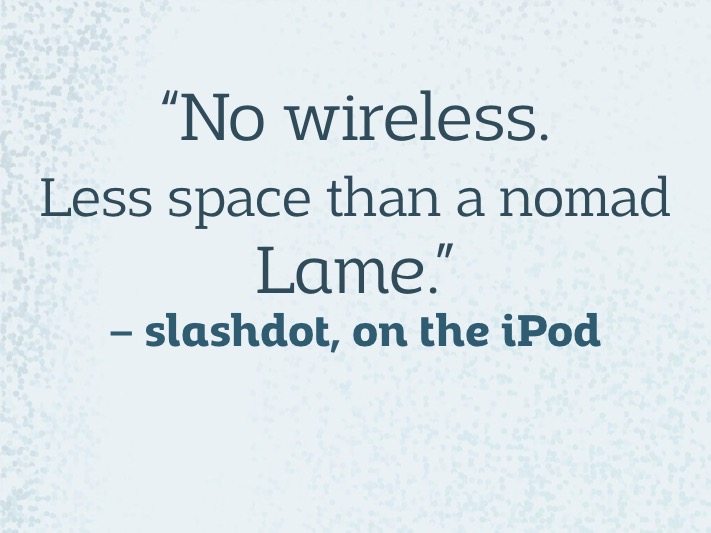 “No wireless.
Less space than a nomad
Lame.”
– slashdot, on the iPod